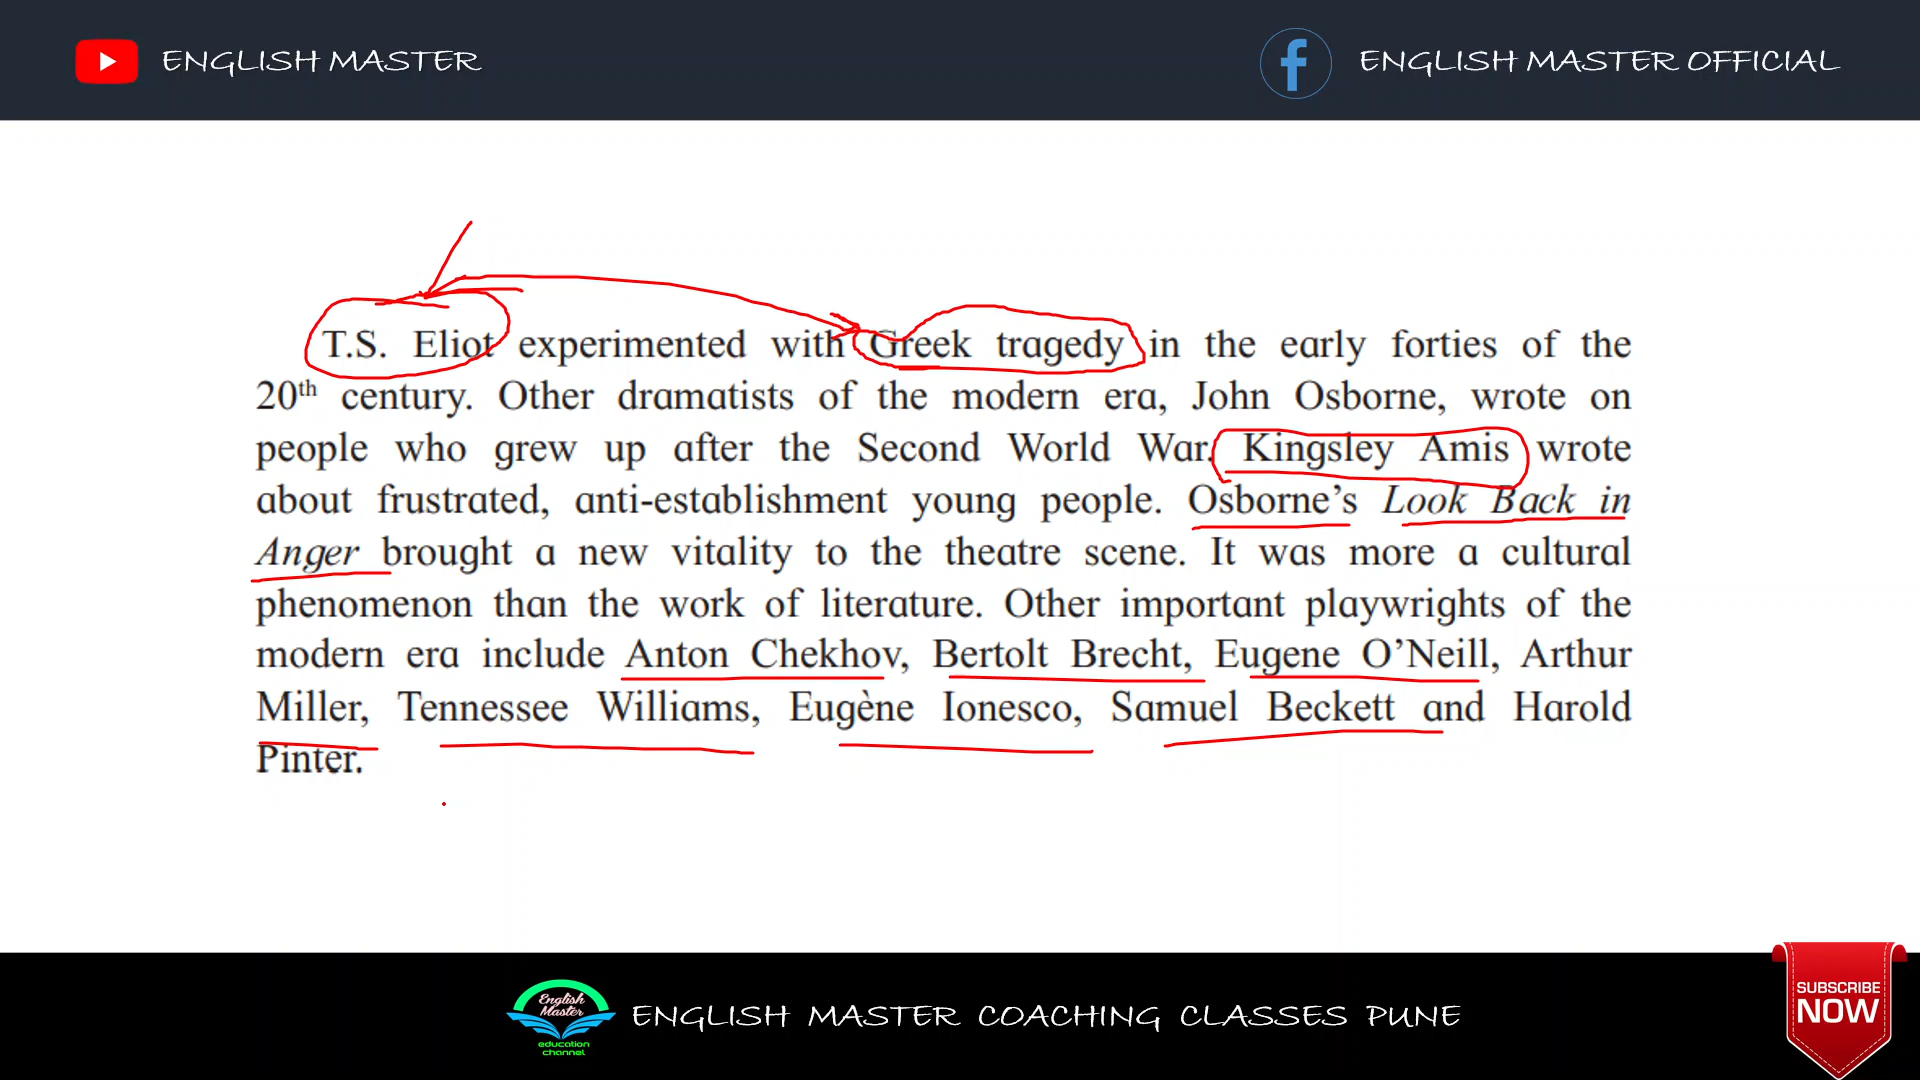 ENGLISH MASTER
ENGLISH MASTER OFFICIAL
T.S. Eliot experimented with Greek tragedy in the early forties of the
20th century. Other dramatists of the modern era, John Osborne, wrote on
people who grew up after the Second World War. Kingsley Amis wrote
about frustrated, anti-establishment young people. Osborne's Look Back in
Anger brought a new vitality to the theatre scene. It was more a cultural
phenomenon than the work of literature. Other important playwrights of the
modern era include Anton Chekhov, Bertolt Brecht, Eugene O'Neill, Arthur
Miller, Tennessee Williams, Eugène Ionesco, Samuel Beckett and Harold
Pinter.
English
Master
education
channel
ENGLISH MASTER COACHING CLASSES PUNE
SUBSCRIBE
NOW